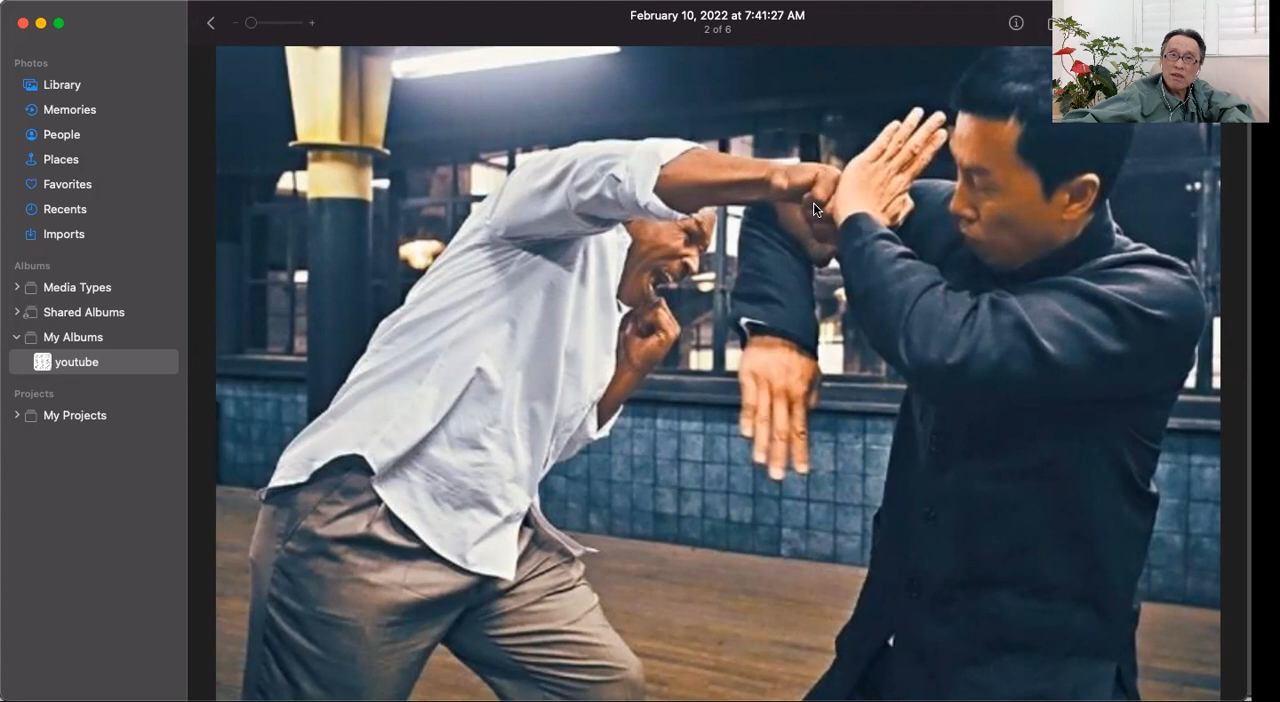 February 10, 2022 at 7:41:27 AM
2 of 6
Photos
Library
Memories
People
Places
Favorites
Recents
Imports
Albums
Media Types
Shared Albums
My Albums
youtube
Projects
My Projects